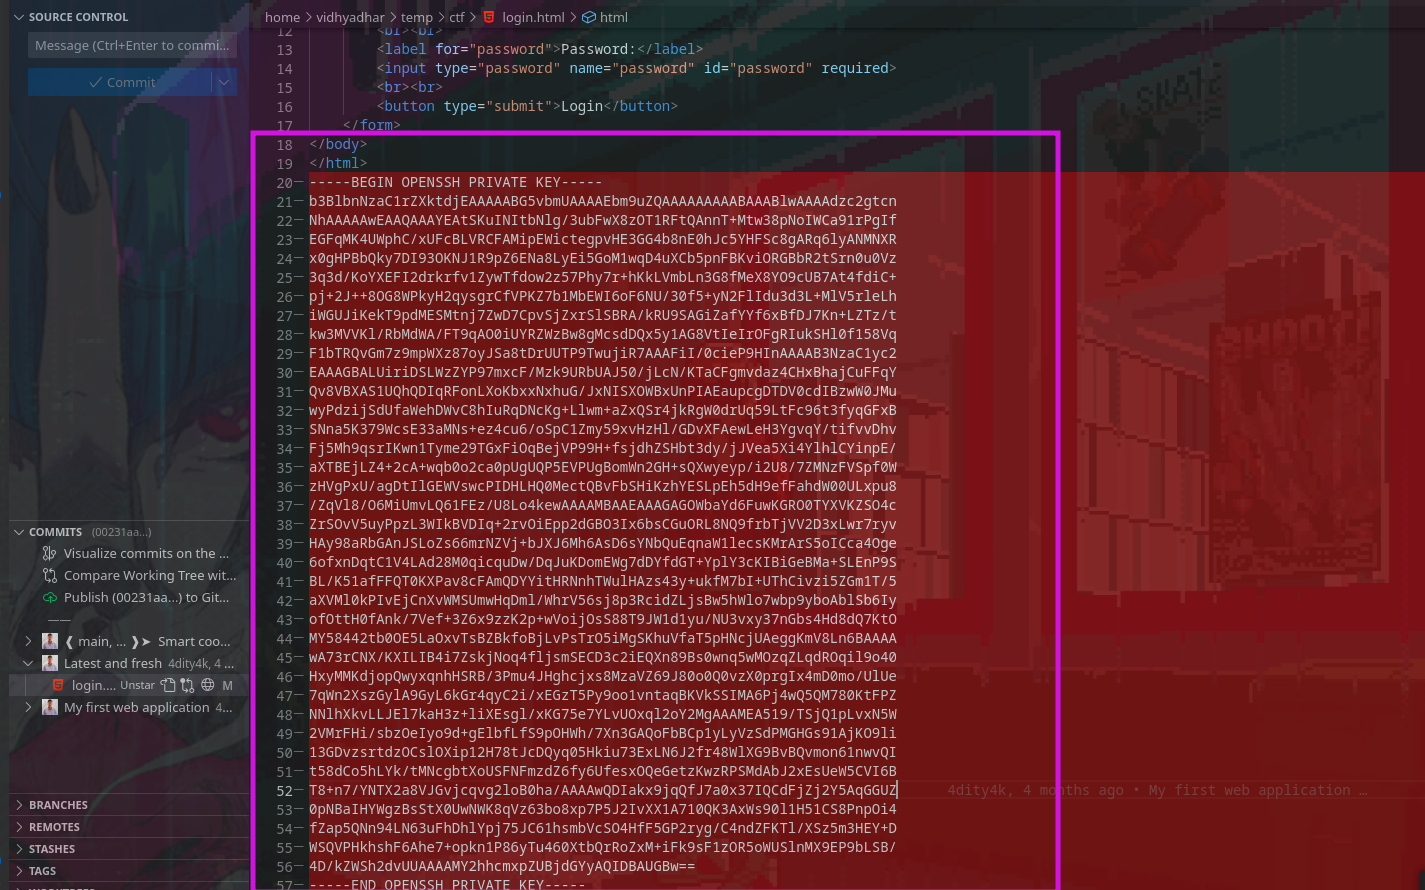 SOURCE CONTROL
Message (Ctrl+Enter to commi...
Commit
COMMITS (00231aa...)
Visualize commits on the ...
Compare Working Tree wit...
Publish (00231aa...) to Git...
main, ... Smart coo...
Latest and fresh 4dity4k, 4 ...
login.... Unstar M
My first web application 4...
BRANCHES
REMOTES
STASHES
TAGS
home > vidhyadhar > temp > ctf > login.html > html
12 <br><br>
13 <label for="password">Password:</label>
14 <input type="password" name="password" id="password" required>
15 <br><br>
16 <button type="submit">Login</button>
17 </form>
18 </body>
19 </html>
20 -----BEGIN OPENSSH PRIVATE KEY-----
21 b3BlbnNzaC1rZXktdjEAAAAABG5vbmUAAAAEbm9uZQAAAAAAAAABAAABlwAAAAdzc2gtcn
22 NhAAAAAwEAAQAAAYEAtSKuINItbNlg/3ubFwX8zOT1RFtQAnnT+Mtw38pNoIWCa91rPgIf
23 EGFqMK4UWphC/xUFcBLVRCFAMipEWictegpvHE3GG4b8nE0hJc5YHFSc8gARq6lyANMNXR
24 x0gHPBbQky7DI93OKNJ1R9pZ6ENa8LyEi5GoM1wqD4uXCb5pnFBKviORGBbR2tSrn0u0Vz
25 3q3d/KoYXEFI2drkrfv1ZywTfdow2z57Phy7r+hKkLVmbLn3G8fMeX8YO9cUB7At4fdiC+
26 pj+2J++8OG8WPkyH2qysgrCfVPKZ7b1MbEWI6oF6NU/30f5+yN2FlIdu3d3L+MlV5rleLh
27 iWGUJiKekT9pdMESMtnj7ZwD7CpvSjZxrSlSBRA/kRU9SAGiZafYYf6xBfDJ7Kn+LZTz/t
28 kw3MVVKl/RbMdWA/FT9qAO0iUYRZWzBw8gMcsdDQx5y1AG8VtIeIrOFgRIukSHl0f158Vq
29 F1bTRQvGm7z9mpWXz87oyJSa8tDrUUTP9TwujiR7AAAFiI/0cieP9HInAAAAB3NzaC1yc2
30 EAAAGBALUiriDSLWzZYP97mxcF/Mzk9URbUAJ50/jLcN/KTaCFgmvdaz4CHxBhajCuFFqY
31 Qv8VBXAS1UQhQDIqRFonLXoKbxxNxhuG/JxNISXOWBxUnPIAEaupcgDTDV0cdIBzwW0JMu
32 wyPdzijSdUfaWehDWvC8hIuRqDNcKg+Llwm+aZxQSr4jkRgW0drUq59LtFc96t3fyqGFxB
33 SNna5K379WcsE33aMNs+ez4cu6/oSpC1Zmy59xvHzHl/GDvXFAewLeH3YgvqY/tifvvDhv
34 Fj5Mh9qsrIKwn1Tyme29TGxFiOqBejVP99H+fsjdhZSHbt3dy/jJVea5Xi4YlhlCYinpE/
35 aXTBEjLZ4+2cA+wqb0o2ca0pUgUQP5EVPUgBomWn2GH+sQXwyeyp/i2U8/7ZMNzFVSpf0W
36 zHVgPxU/agDtIlGEWVswcPIDHLHQ0MectQBvFbSHiKzhYESLpEh5dH9efFahdW00ULxpu8
37 /ZqVl8/O6MiUmvLQ61FEz/U8Lo4kewAAAAMBAAEAAAGAGOWbaYd6FuwKGRO0TYXVKZSO4c
38 ZrSOvV5uyPpzL3WIkBVDIq+2rvOiEpp2dGBO3Ix6bsCGuORL8NQ9frbTjVV2D3xLwr7ryv
39 HAy98aRbGAnJSLoZs66mrNZVj+bJXJ6Mh6AsD6sYNbQuEqnaW1lecsKMrArS5oICca4Oge
40 6ofxnDqtC1V4LAd28M0qicquDw/DqJuKDomEWg7dDYfdGT+YplY3cKIBiGeBMa+SLEnP9S
41 BL/K51afFFQT0KXPav8cFAmQDYYitHRNnhTWulHAzs43y+ukfM7bI+UThCivzi5ZGm1T/5
42 aXVMl0kPIvEjCnXvWMSUmwHqDml/WhrV56sj8p3RcidZLjsBw5hWlo7wbp9yboAblSb6Iy
43 ofOttH0fAnk/7Vef+3Z6x9zzK2p+wVoijOsS88T9JW1d1yu/NU3vxy37nGbs4Hd8dQ7KtO
44 MY58442tb0OE5LaOxvTsBZBkfoBjLvPsTrO5iMgSKhuVfaT5pHNcjUAeggKmV8Ln6BAAAA
45 wA73rCNX/KXILIB4i7ZskjNoq4fljsmSECD3c2iEQXn89Bs0wnq5wMOzqZLqdROqil9o40
46 HxyMMKdjopQwyxqnhHSRB/3Pmu4JHghcjxs8MzaVZ69J80o0Q0vzX0prgIx4mD0mo/UlUe
47 7qWn2XszGylA9GyL6kGr4qyC2i/xEGzT5Py9oo1vntaqBKVkSSIMA6Pj4wQ5QM780KtFPZ
48 NNlhXkvLLJEl7kaH3z+liXEsgl/xKG75e7YLvUOxql2oY2MgAAAMEA519/TSjQ1pLvxN5W
49 2VMrFHi/sbzOeIyo9d+gElbfLfS9pOHWh/7Xn3GAQoFbBCp1yLyVzSdPMGHGs91AjKO9li
50 13GDvzsrtdzOCslOXip12H78tJcDQyq05Hkiu73ExLN6J2fr48WlXG9BvBQvmon61nwvQI
51 t58dCo5hLYk/tMNcgbtXoUSFNFmzdZ6fy6UfesxOQeGetzKwzRPSMdAbJ2xEsUeW5CVI6B
52 T8+n7/YNTX2a8VJGvjcqvg2loB0ha/AAAAwQDIakx9jqQfJ7a0x37IQCdFjZj2Y5AqGGUZ 4dity4k, 4 months ago • My first web application …
53 0pNBaIHYWgzBsStX0UwNWK8qVz63bo8xp7P5J2IvXX1A710QK3AxWs90l1H51CS8PnpOi4
54 fZap5QNn94LN63uFhDhlYpj75JC61hsmbVcSO4HfF5GP2ryg/C4ndZFKTl/XSz5m3HEY+D
55 WSQVPHkhshF6Ahe7+opkn1P86yTu460XtbQrRoZxM+iFk9sF1zOR5oWUSlnMX9EP9bLSB/
56 4D/kZWSh2dvUUAAAAMY2hhcmxpZUBjdGYyAQIDBAUGBw==
57 -----END OPENSSH PRIVATE KEY-----